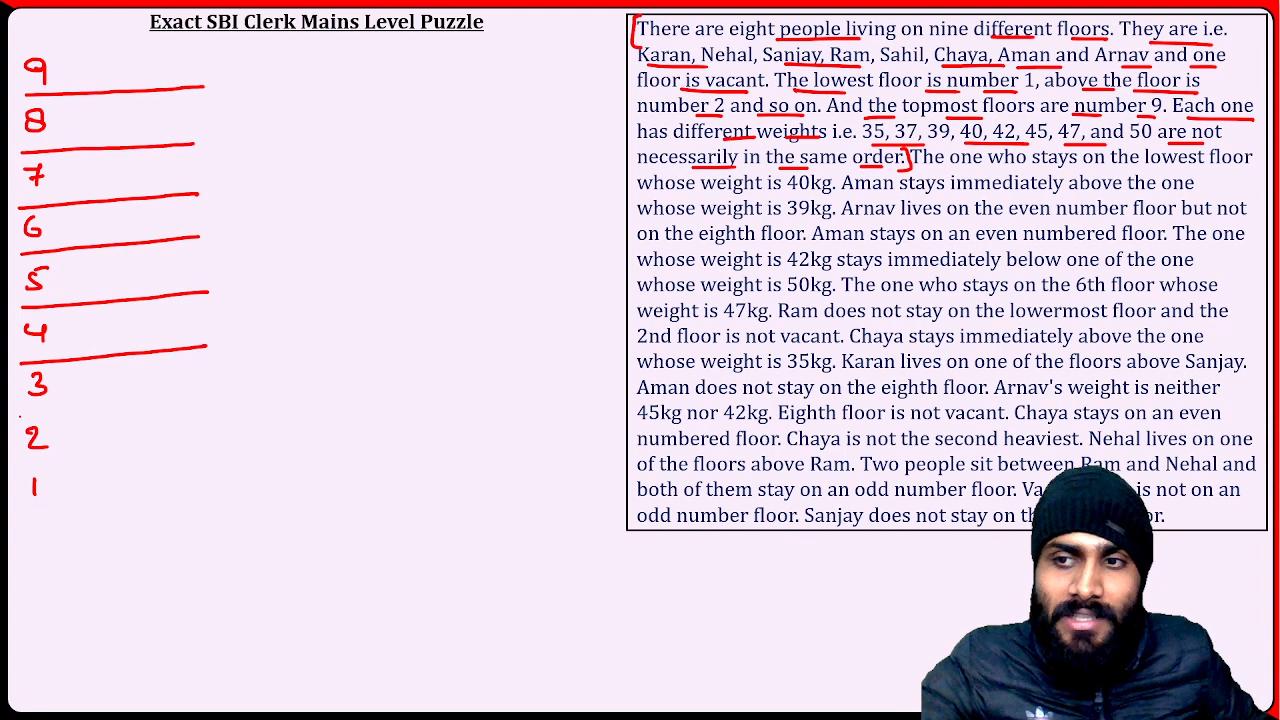 Exact SBI Clerk Mains Level Puzzle
There are eight people living on nine different floors. They are i.e.
Karan, Nehal, Sanjay, Ram, Sahil, Chaya, Aman and Arnav and one
floor is vacant. The lowest floor is number 1, above the floor is
number 2 and so on. And the topmost floors are number 9. Each one
has different weights i.e. 35, 37, 39, 40, 42, 45, 47, and 50 are not
necessarily in the same order. The one who stays on the lowest floor
whose weight is 40kg. Aman stays immediately above the one
whose weight is 39kg. Arnav lives on the even number floor but not
on the eighth floor. Aman stays on an even numbered floor. The one
whose weight is 42kg stays immediately below one of the one
whose weight is 50kg. The one who stays on the 6th floor whose
weight is 47kg. Ram does not stay on the lowermost floor and the
2nd floor is not vacant. Chaya stays immediately above the one
whose weight is 35kg. Karan lives on one of the floors above Sanjay.
Aman does not stay on the eighth floor. Arnav's weight is neither
45kg nor 42kg. Eighth floor is not vacant. Chaya stays on an even
numbered floor. Chaya is not the second heaviest. Nehal lives on one
of the floors above Ram. Two people sit between Ram and Nehal and
both of them stay on an odd number floor. is not on an
odd number floor. Sanjay does not stay on
9
8
7
6
5
4
3
2
1